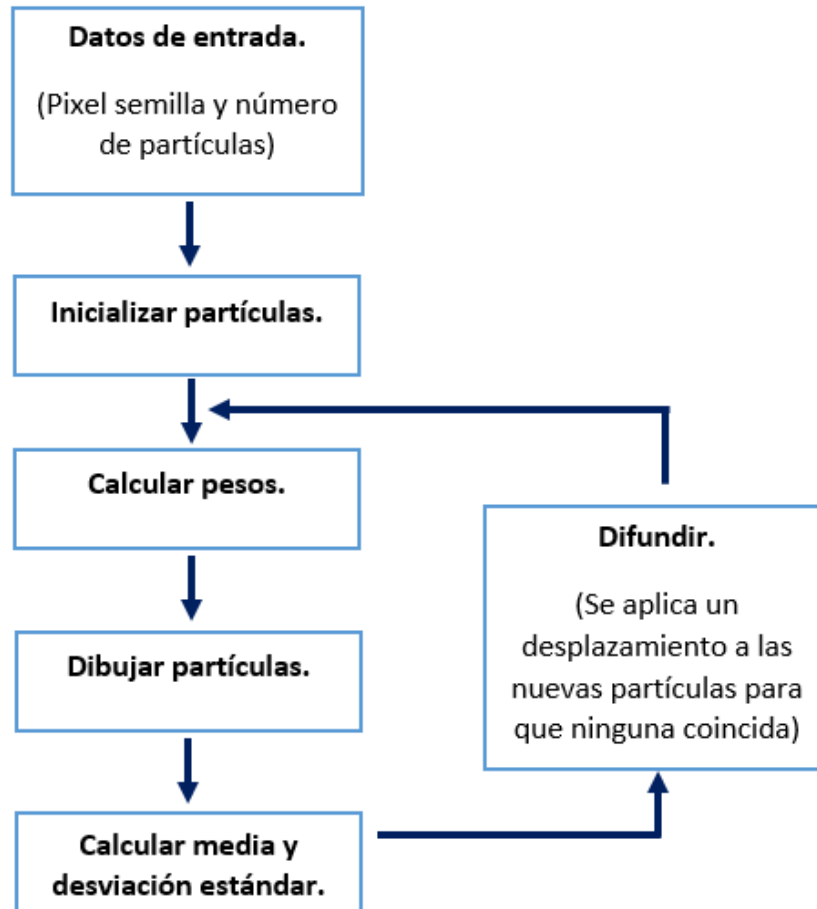 Datos de entrada.
(Pixel semilla y número
de partículas)
Inicializar partículas.
Calcular pesos.
Dibujar partículas.
Calcular media y
desviación estándar.
Difundir.
(Se aplica un
desplazamiento a las
nuevas partículas para
que ninguna coincida)